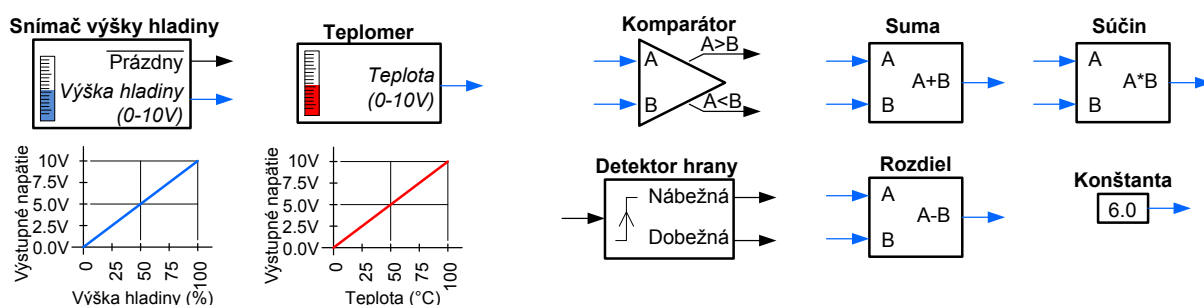 Snímač výšky hladiny
Prázdny
Výška hladiny
(0-10V)
Teplomer
Teplota
(0-10V)
Komparátor
A
B
A>B
A<B
Suma
A
B
A+B
Súčin
A
B
A*B
Výstupné napätie
10V
7.5V
5.0V
2.5V
0.0V
0
25
50
75
100
Výška hladiny (%)
Výstupné napätie
10V
7.5V
5.0V
2.5V
0.0V
0
25
50
75
100
Teplota (°C)
Detektor hrany
Nábežná
Dobežná
Rozdiel
A
B
A-B
Konštanta
6.0